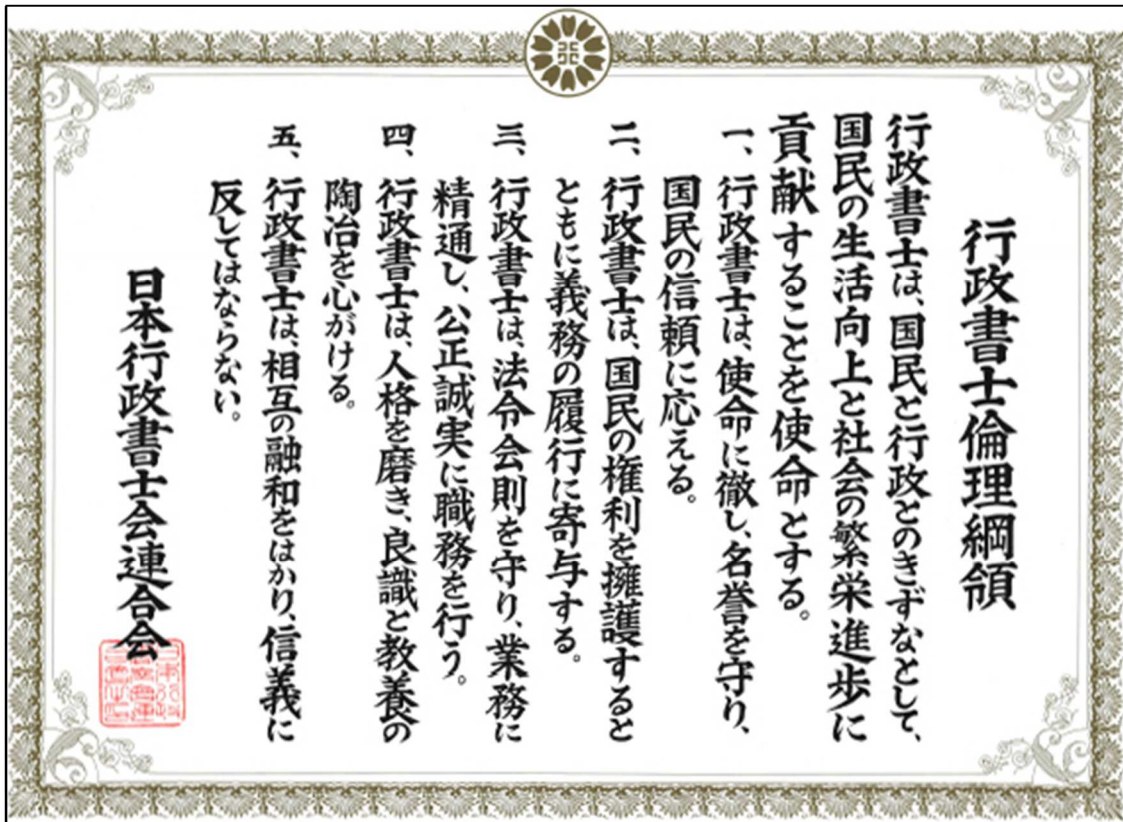 行政書士倫理綱領
行政書士は、国民と行政とのきずなとして、
国民の生活向上と社会の繁栄進歩に
貢献することを使命とする。
一、行政書士は、使命に徹し、名誉を守り、
国民の信頼に応える。
二、行政書士は、国民の権利を擁護すると
ともに義務の履行に寄与する。
三、行政書士は、法令会則を守り、業務に
精通し、公正誠実に職務を行う。
四、行政書士は、人格を磨き、良識と教養の
陶冶を心がける。
五、行政書士は、相互の融和をはかり、信義に
反してはならない。
日本行政書士会連合会